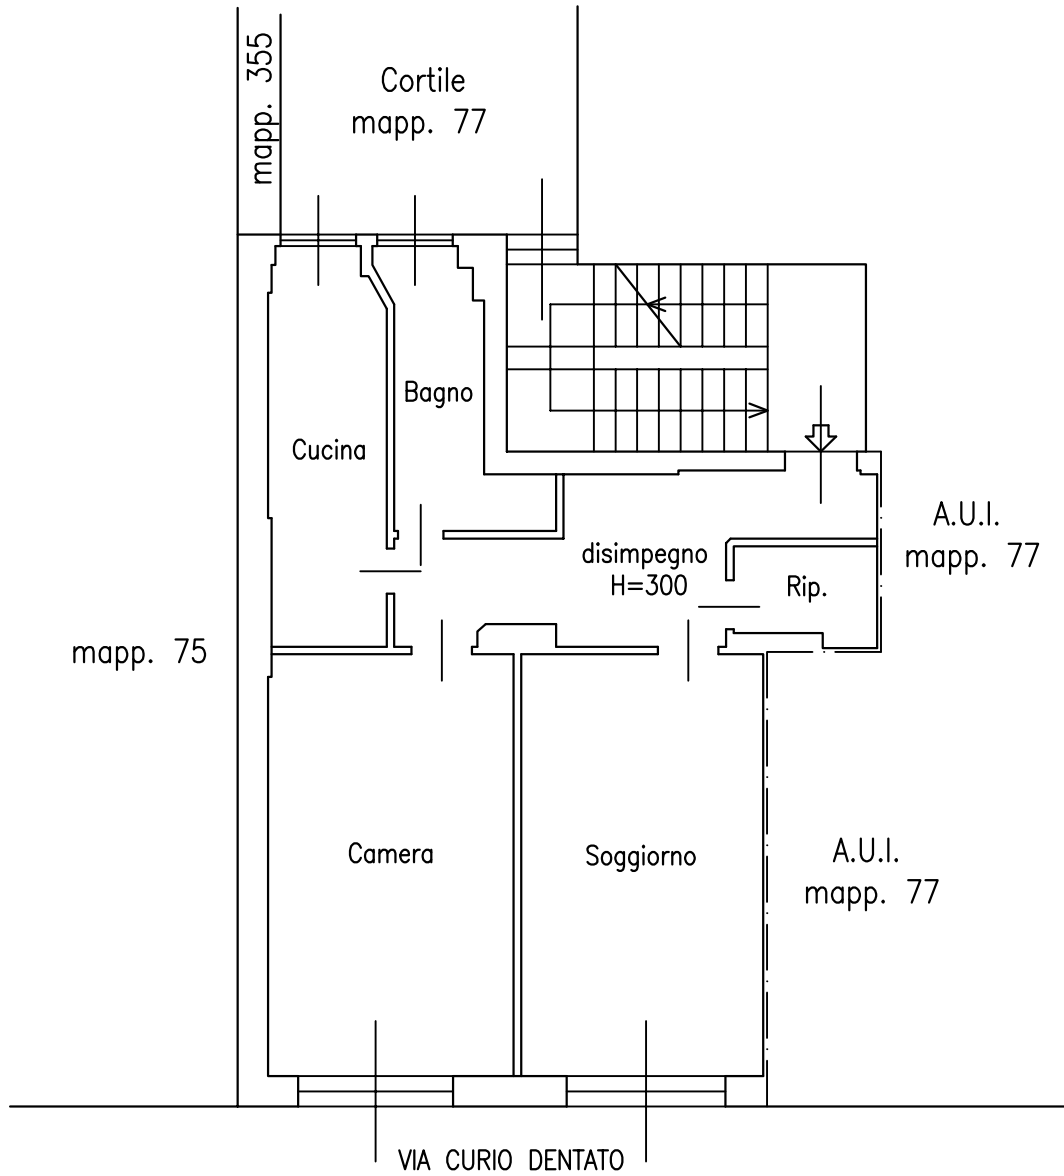 mapp. 355
Cortile
mapp. 77
Bagno
Cucina
A.U.I.
mapp. 77
disimpegno
H=300
Rip.
mapp. 75
Camera
Soggiorno
A.U.I.
mapp. 77
VIA CURIO DENTATO